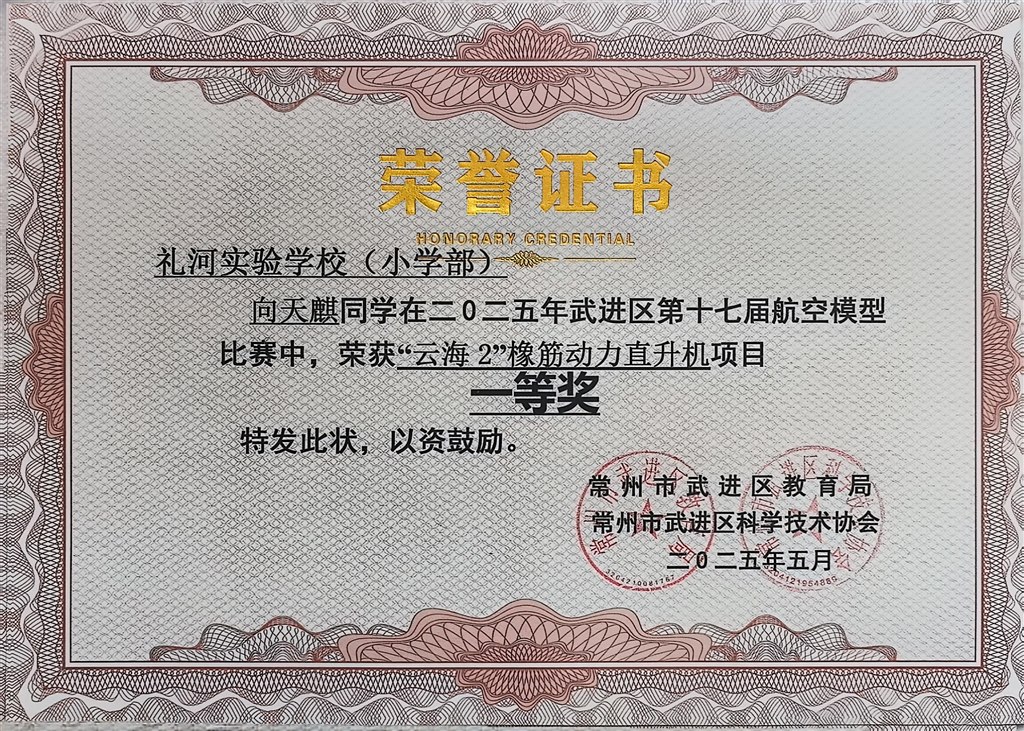 荣誉证书
HONORARY CREDENTIAL
礼河实验学校（小学部）
向天麒同学在二0二五年武进区第十七届航空模型
比赛中，荣获“云海 2”橡筋动力直升机项目
一等奖
特发此状，以资鼓励。
常州市武进区教育局
常州市武进区科学技术协会
二0二五年五月